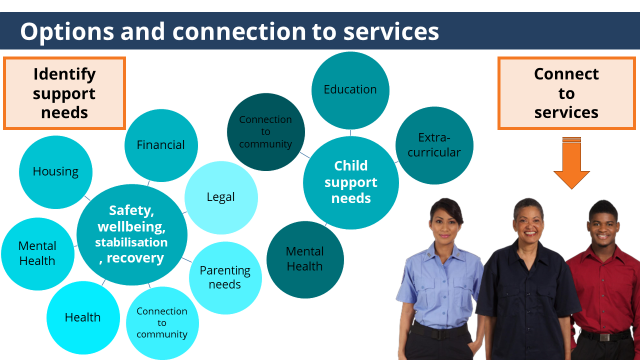 Options and connection to services
Identify
support
needs
Connect
to
services
Education
Connection
to
community
Extra-
curricular
Child
support
needs
Mental
Health
Financial
Housing
Legal
Safety,
wellbeing,
stabilisation
, recovery
Mental
Health
Parenting
needs
Health
Connection
to
community